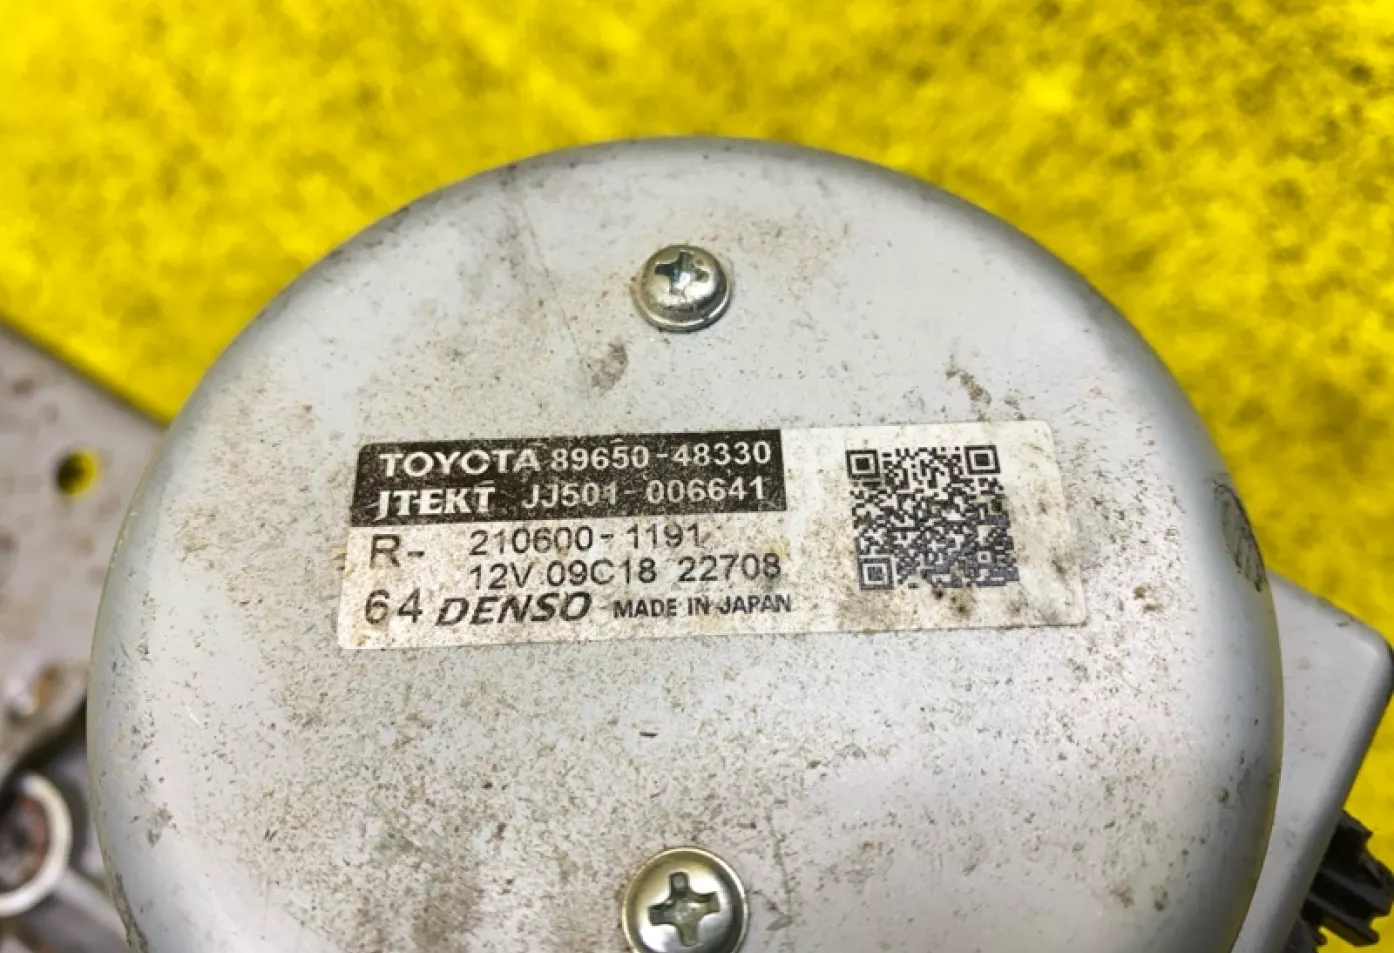 TOYOTA 89650-48330
JTEKT JJ501-006641
R- 210600-1191
12V 09C18 22708
64 DENSO MADE IN JAPAN